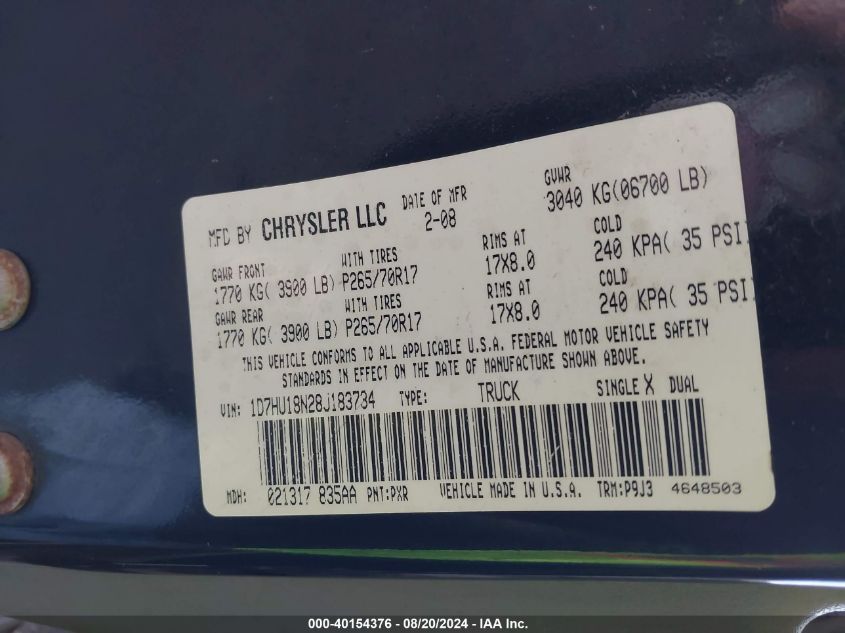 MFD BY CHRYSLER LLC DATE OF MFR 2-08 GVWR 3040 KG(06700 LB)
GAWR FRONT WITH TIRES RIMS AT COLD
1770 KG( 3900 LB) P265/70R17 17X8.0 240 KPA( 35 PSI)
GAWR REAR WITH TIRES RIMS AT COLD
1770 KG( 3900 LB) P265/70R17 17X8.0 240 KPA( 35 PSI)
THIS VEHICLE CONFORMS TO ALL APPLICABLE U.S.A. FEDERAL MOTOR VEHICLE SAFETY
STANDARDS IN EFFECT ON THE DATE OF MANUFACTURE SHOWN ABOVE.
VIN: 1D7HU18N28J183734 TYPE: TRUCK SINGLE X DUAL
MDH: 021317 835AA PNT:PXR VEHICLE MADE IN U.S.A. TRM:P9J3 4648503
000-40154376 - 08/20/2024 - IAA Inc.